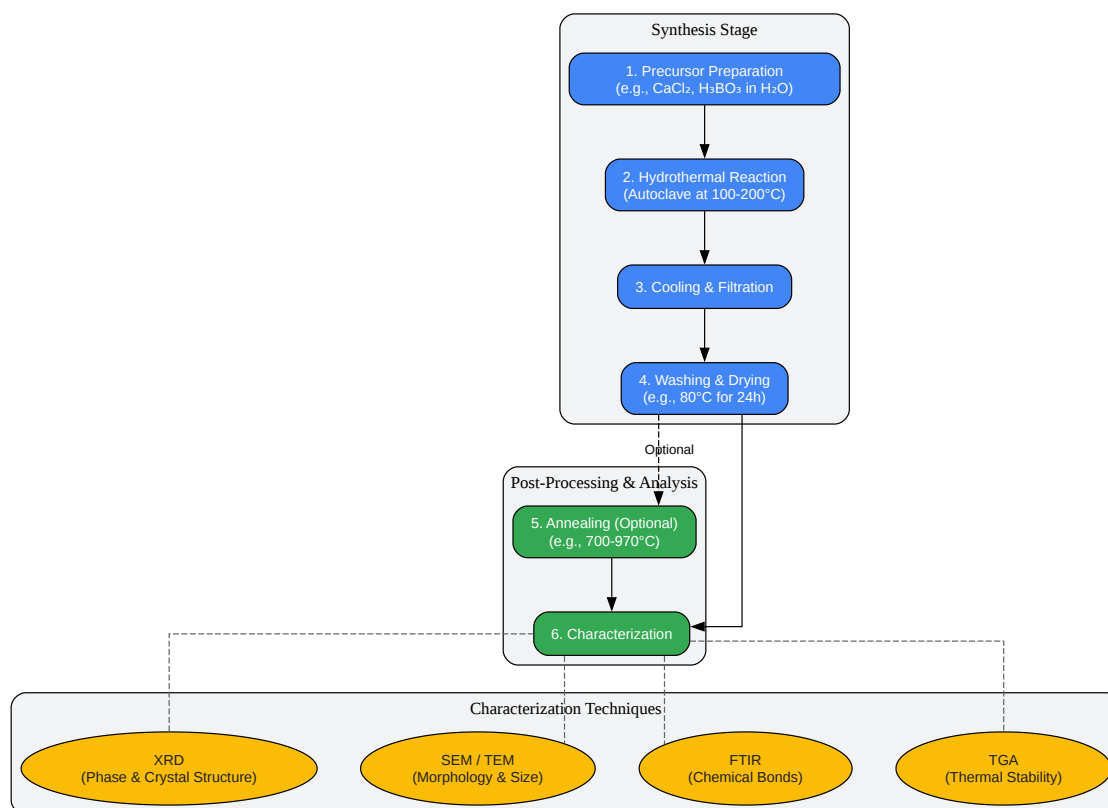 Synthesis Stage
1. Precursor Preparation
(e.g., CaCl₂, H₃BO₃ in H₂O)
2. Hydrothermal Reaction
(Autoclave at 100-200°C)
3. Cooling & Filtration
4. Washing & Drying
(e.g., 80°C for 24h)
Optional
Post-Processing & Analysis
5. Annealing (Optional)
(e.g., 700-970°C)
6. Characterization
Characterization Techniques
XRD
(Phase & Crystal Structure)
SEM / TEM
(Morphology & Size)
FTIR
(Chemical Bonds)
TGA
(Thermal Stability)